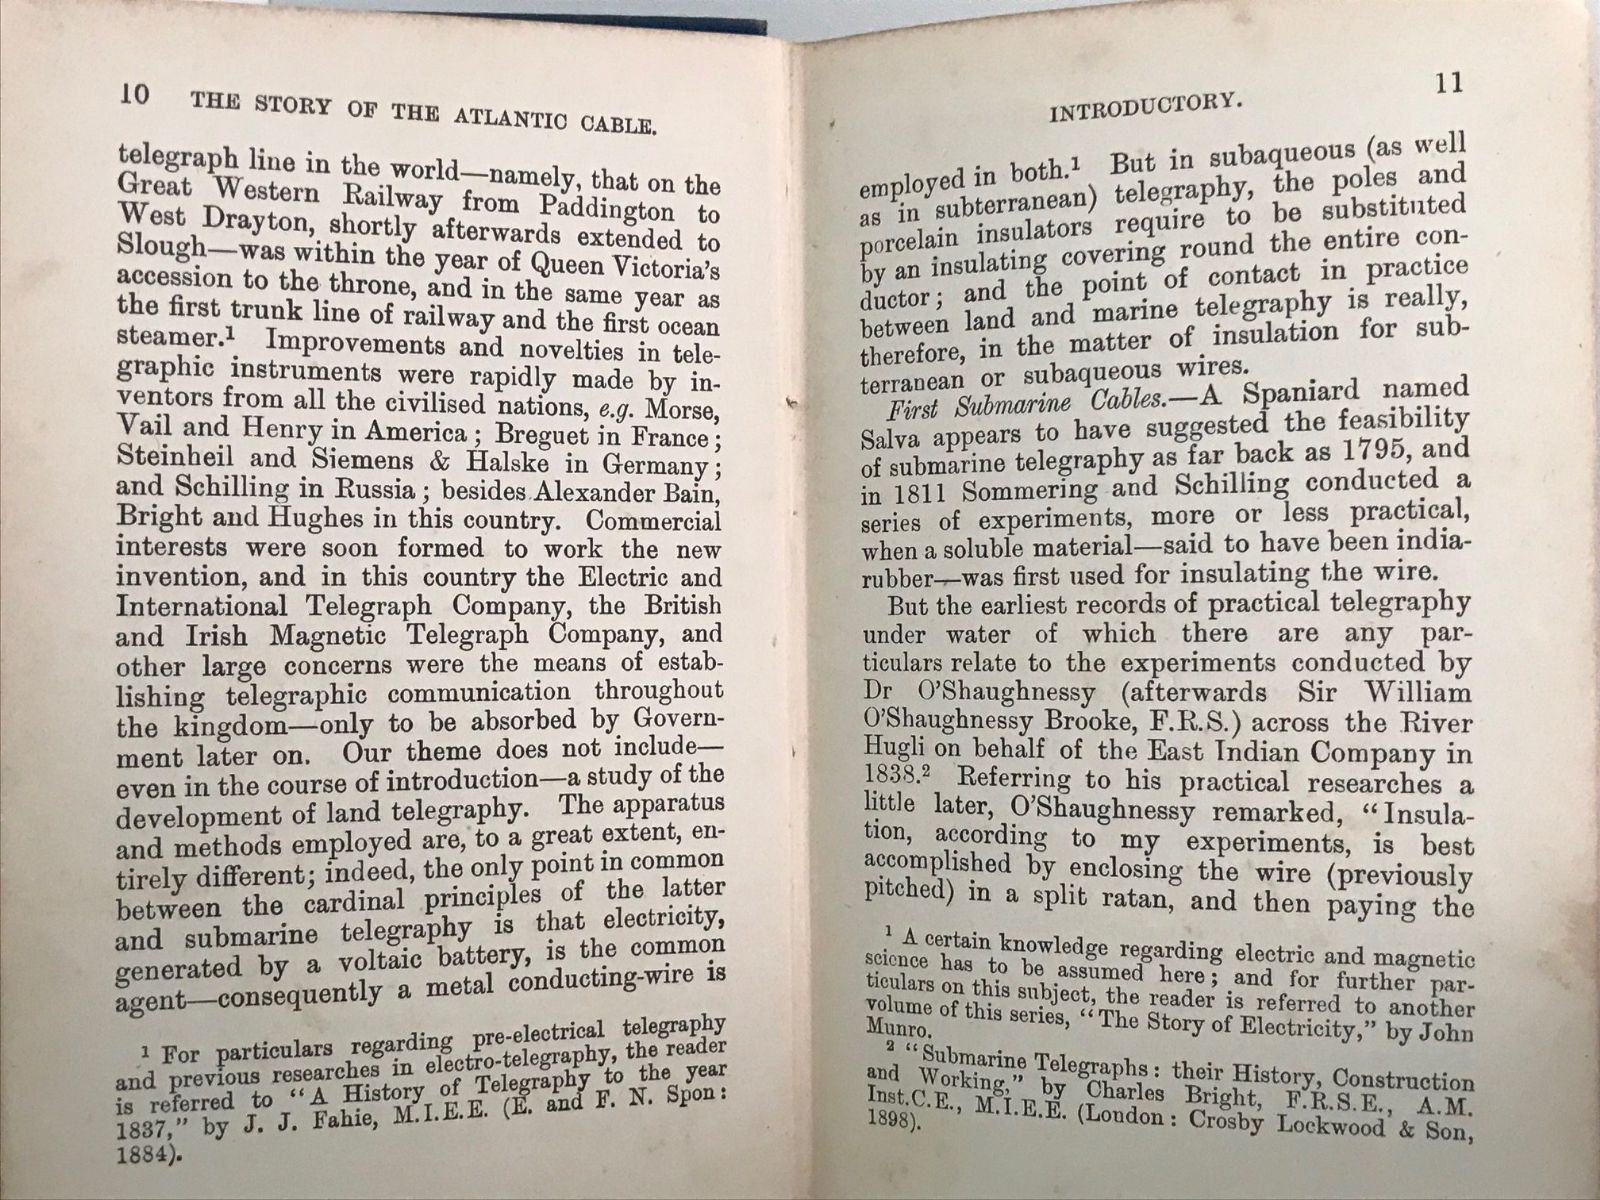 10 THE STORY OF THE ATLANTIC CABLE.
telegraph line in the world—namely, that on the
Great Western Railway from Paddington to
West Drayton, shortly afterwards extended to
Slough—was within the year of Queen Victoria's
accession to the throne, and in the same year as
the first trunk line of railway and the first ocean
steamer.¹ Improvements and novelties in tele-
graphic instruments were rapidly made by in-
ventors from all the civilised nations, e.g. Morse,
Vail and Henry in America; Breguet in France;
Steinheil and Siemens & Halske in Germany;
and Schilling in Russia; besides Alexander Bain,
Bright and Hughes in this country. Commercial
interests were soon formed to work the new
invention, and in this country the Electric and
International Telegraph Company, the British
and Irish Magnetic Telegraph Company, and
other large concerns were the means of estab-
lishing telegraphic communication throughout
the kingdom—only to be absorbed by Govern-
ment later on. Our theme does not include—
even in the course of introduction—a study of the
development of land telegraphy. The apparatus
and methods employed are, to a great extent, en-
tirely different; indeed, the only point in common
between the cardinal principles of the latter
and submarine telegraphy is that electricity,
generated by a voltaic battery, is the common
agent—consequently a metal conducting-wire is
¹ For particulars regarding pre-electrical telegraphy
and previous researches in electro-telegraphy, the reader
is referred to "A History of Telegraphy to the year
1837," by J. J. Fahie, M.I.E.E. (E. and F. N. Spon:
1884).
INTRODUCTORY. 11
employed in both.¹ But in subaqueous (as well
as in subterranean) telegraphy, the poles and
porcelain insulators require to be substituted
by an insulating covering round the entire con-
ductor; and the point of contact in practice
between land and marine telegraphy is really,
therefore, in the matter of insulation for sub-
terranean or subaqueous wires.
First Submarine Cables.—A Spaniard named
Salva appears to have suggested the feasibility
of submarine telegraphy as far back as 1795, and
in 1811 Sommering and Schilling conducted a
series of experiments, more or less practical,
when a soluble material—said to have been india-
rubber—was first used for insulating the wire.
But the earliest records of practical telegraphy
under water of which there are any par-
ticulars relate to the experiments conducted by
Dr O'Shaughnessy (afterwards Sir William
O'Shaughnessy Brooke, F.R.S.) across the River
Hugli on behalf of the East Indian Company in
1838.² Referring to his practical researches a
little later, O'Shaughnessy remarked, "Insula-
tion, according to my experiments, is best
accomplished by enclosing the wire (previously
pitched) in a split ratan, and then paying the
¹ A certain knowledge regarding electric and magnetic
science has to be assumed here; and for further par-
ticulars on this subject, the reader is referred to another
volume of this series, "The Story of Electricity," by John
Munro.
² "Submarine Telegraphs: their History, Construction
and Working," by Charles Bright, F.R.S.E., A.M.
Inst.C.E., M.I.E.E. (London: Crosby Lockwood & Son,
1898).